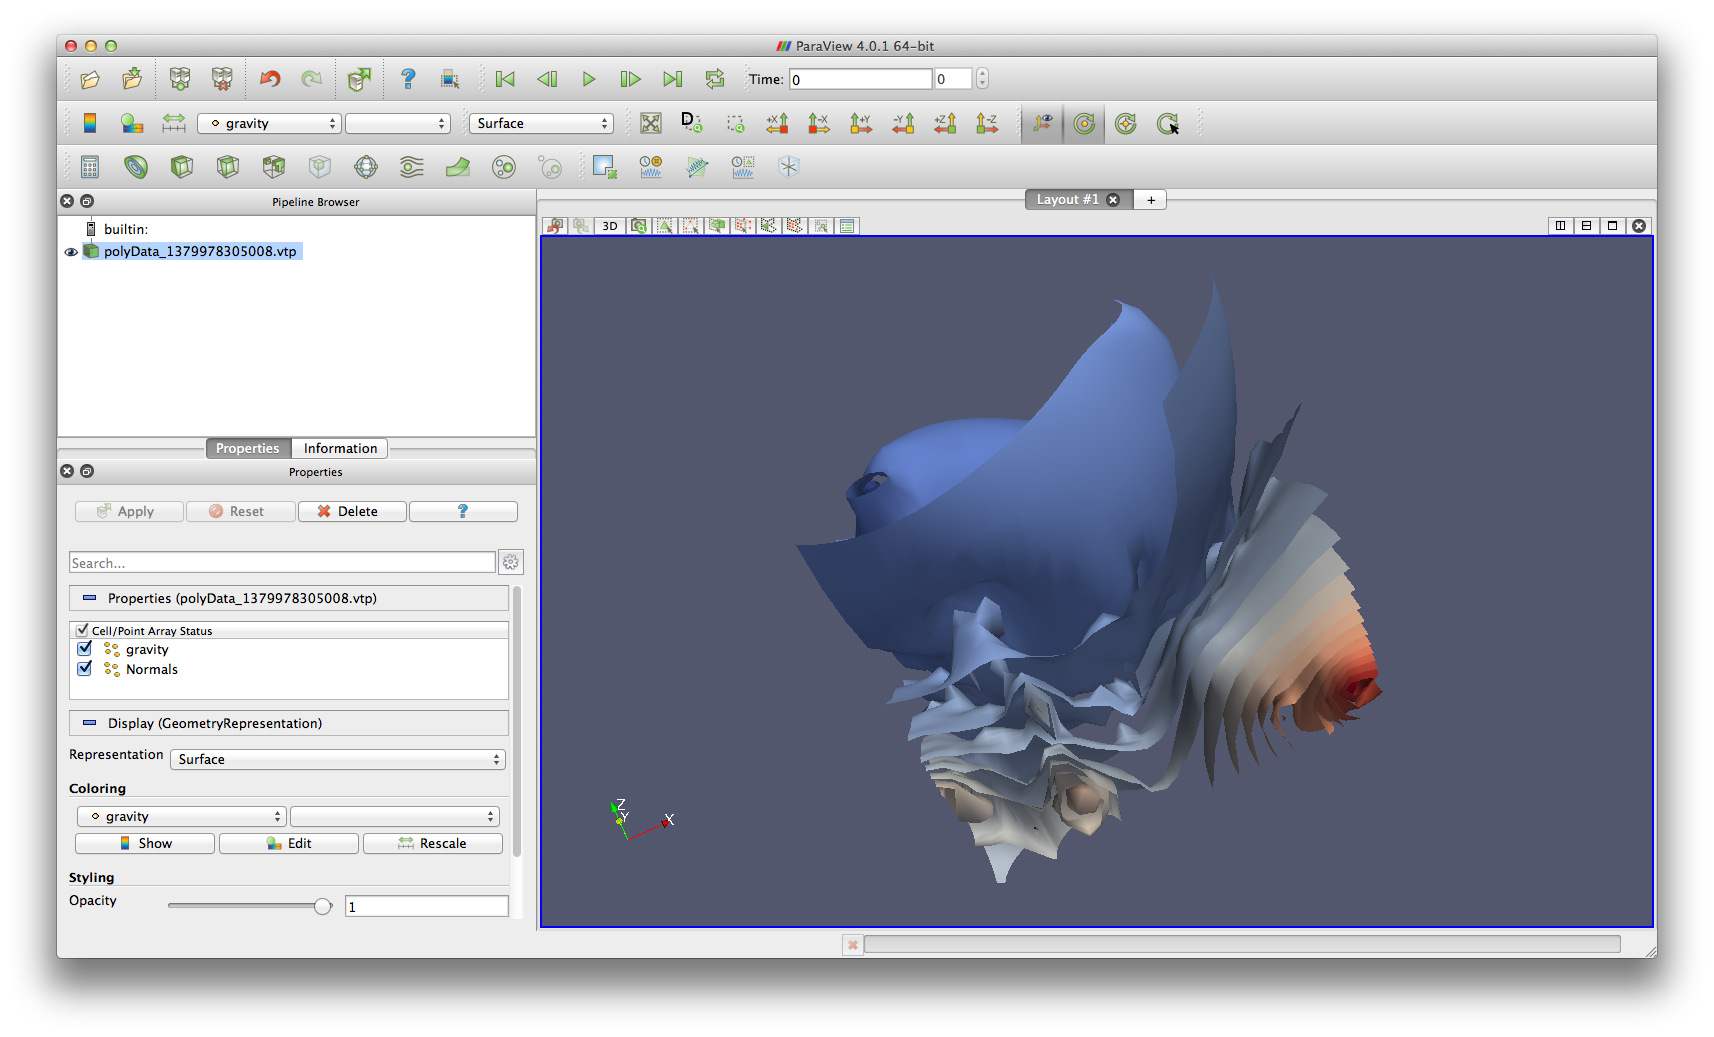 ParaView 4.0.1 64-bit
? Time: 0 0
gravity Surface D +X -X +Y -Y +Z -Z
Pipeline Browser
builtin:
polyData_1379978305008.vtp
Properties Information
Properties
Apply Reset Delete ?
Search...
Properties (polyData_1379978305008.vtp)
Cell/Point Array Status
gravity
Normals
Display (GeometryRepresentation)
Representation Surface
Coloring
gravity
Show Edit Rescale
Styling
Opacity 1
Layout #1 +
3D
Z
Y X